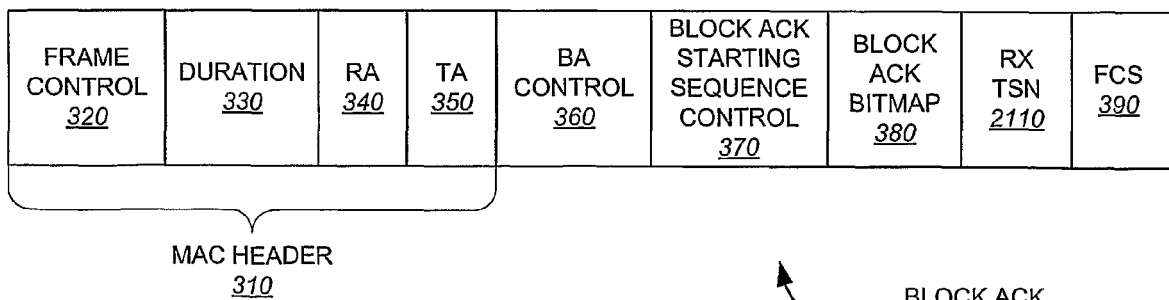 FRAME CONTROL 320
DURATION 330
RA 340
TA 350
BA CONTROL 360
BLOCK ACK STARTING SEQUENCE CONTROL 370
BLOCK ACK BITMAP 380
RX TSN 2110
FCS 390
MAC HEADER 310
BLOCK ACK